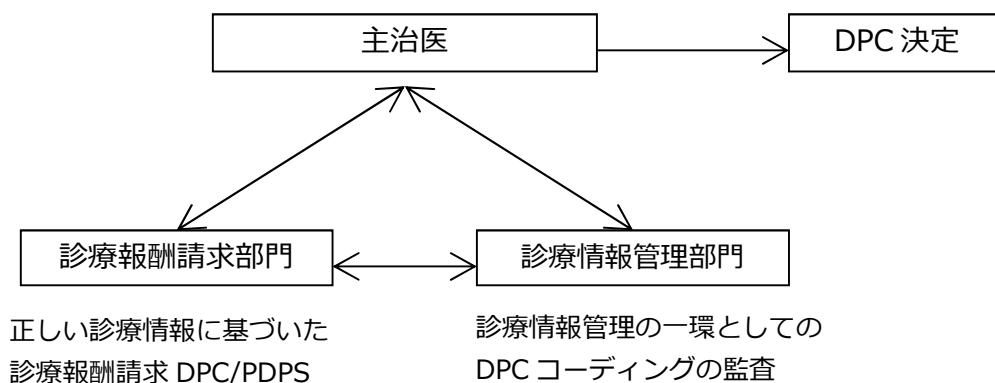 主治医
DPC 決定
診療報酬請求部門
診療情報管理部門
正しい診療情報に基づいた
診療報酬請求 DPC/PDPS
診療情報管理の一環としての
DPC コーディングの監査